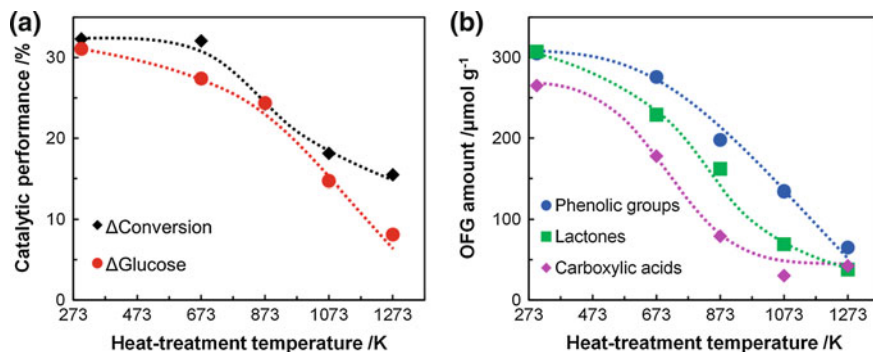 (a)
Catalytic performance /%
30
20
10
0
◆ ΔConversion
● ΔGlucose
273 473 673 873 1073 1273
Heat-treatment temperature /K
(b)
OFG amount /μmol g⁻¹
300
200
100
0
Phenolic groups
Lactones
Carboxylic acids
273 473 673 873 1073 1273
Heat-treatment temperature /K